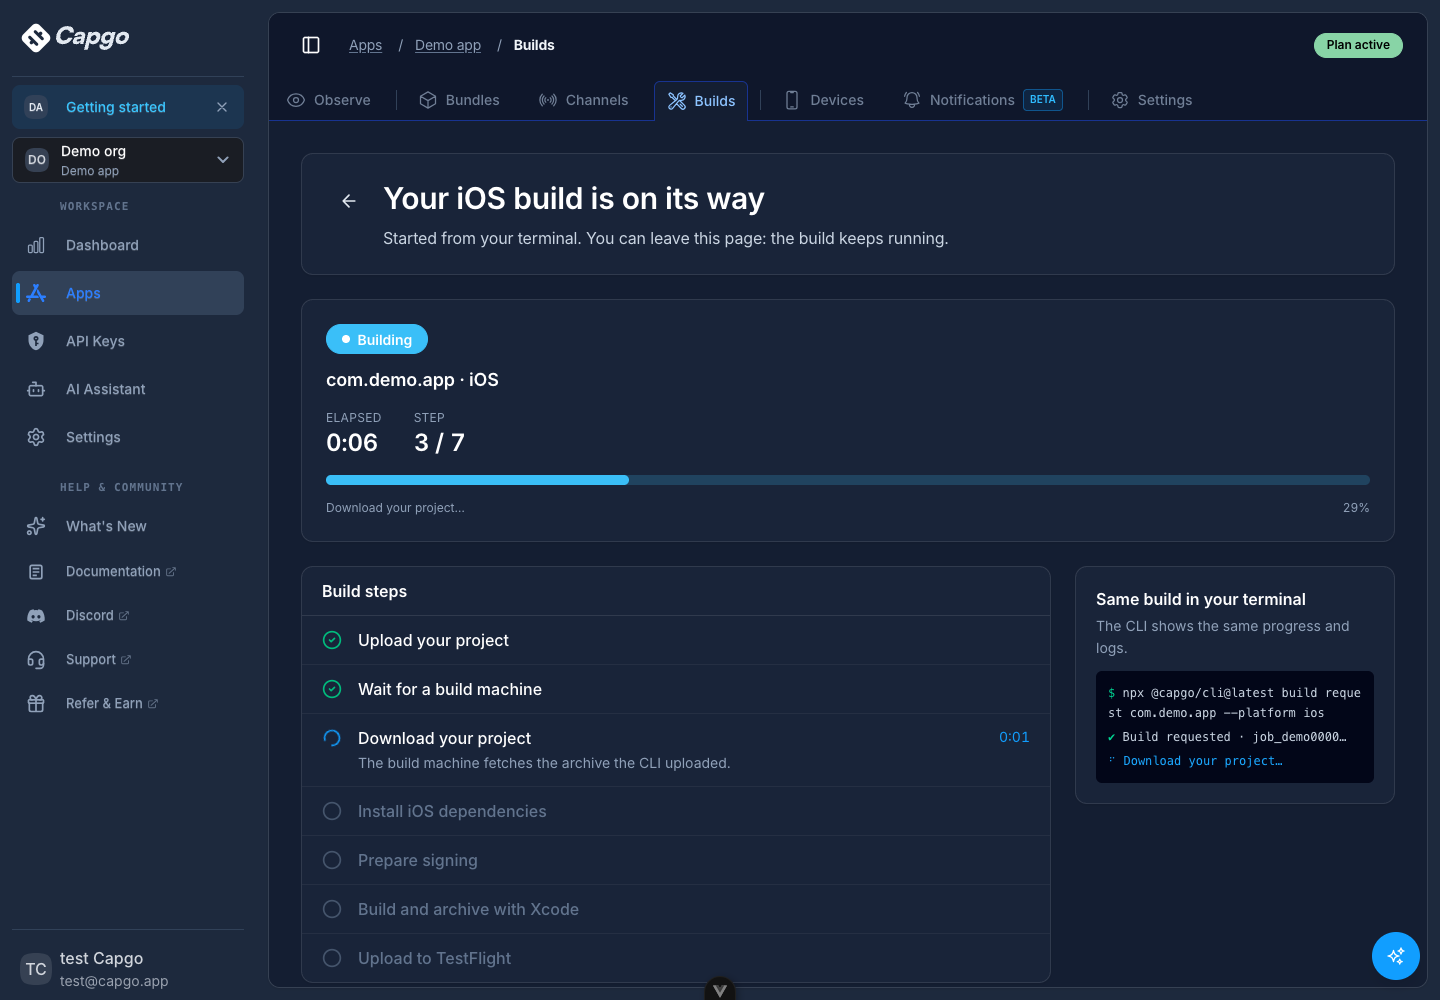 Capgo
DA Getting started
DO Demo org
Demo app
WORKSPACE
Dashboard
Apps
API Keys
AI Assistant
Settings
HELP & COMMUNITY
What's New
Documentation
Discord
Support
Refer & Earn
TC test Capgo
test@capgo.app
Apps / Demo app / Builds
Plan active
Observe Bundles Channels Builds Devices Notifications BETA Settings
Your iOS build is on its way
Started from your terminal. You can leave this page: the build keeps running.
Building
com.demo.app · iOS
ELAPSED STEP
0:06 3 / 7
Download your project... 29%
Build steps
Upload your project
Wait for a build machine
Download your project 0:01
The build machine fetches the archive the CLI uploaded.
Install iOS dependencies
Prepare signing
Build and archive with Xcode
Upload to TestFlight
Same build in your terminal
The CLI shows the same progress and
logs.
$ npx @capgo/cli@latest build reque
st com.demo.app --platform ios
✔ Build requested · job_demo0000…
Download your project…